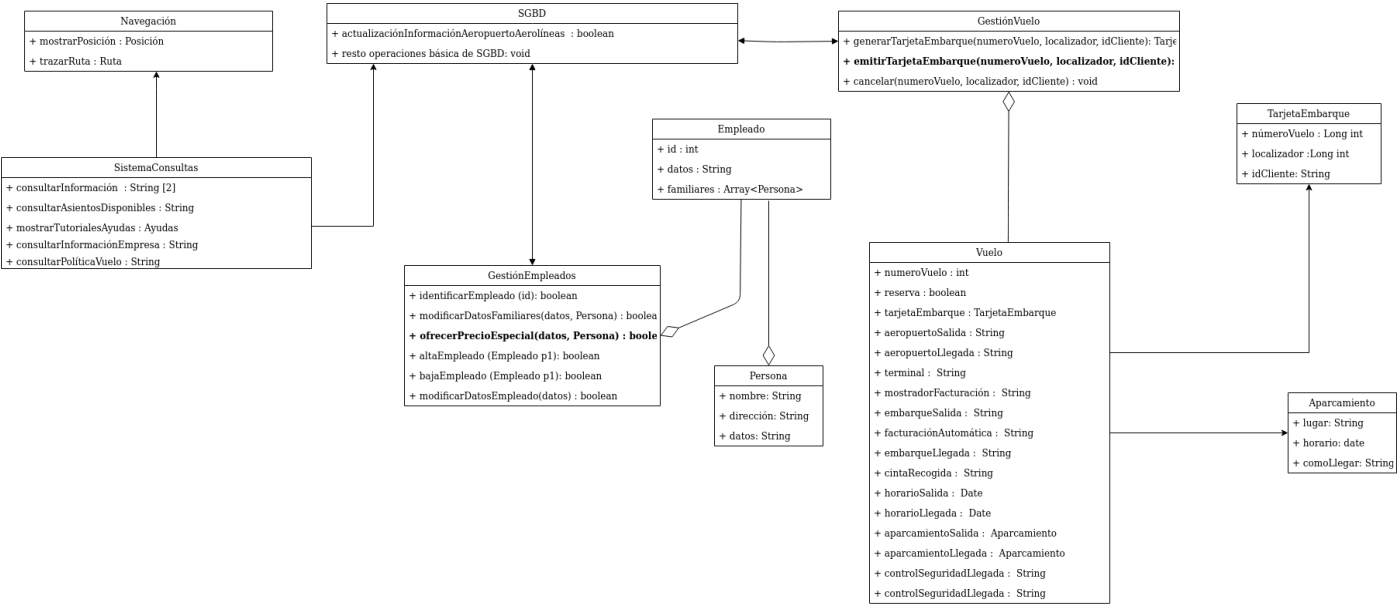 Navegación
+ mostrarPosición : Posición
+ trazarRuta : Ruta
SGBD
+ actualizaciónInformaciónAeropuertoAerolíneas : boolean
+ resto operaciones básica de SGBD: void
GestiónVuelo
+ generarTarjetaEmbarque(numeroVuelo, localizador, idCliente): Tarje
+ emitirTarjetaEmbarque(numeroVuelo, localizador, idCliente):
+ cancelar(numeroVuelo, localizador, idCliente) : void
TarjetaEmbarque
+ númeroVuelo : Long int
+ localizador :Long int
+ idCliente: String
Empleado
+ id : int
+ datos : String
+ familiares : Array<Persona>
SistemaConsultas
+ consultarInformación : String [2]
+ consultarAsientosDisponibles : String
+ mostrarTutorialesAyudas : Ayudas
+ consultarInformaciónEmpresa : String
+ consultarPolíticaVuelo : String
GestiónEmpleados
+ identificarEmpleado (id): boolean
+ modificarDatosFamiliares(datos, Persona) : boolea
+ ofrecerPrecioEspecial(datos, Persona) : boole
+ altaEmpleado (Empleado p1): boolean
+ bajaEmpleado (Empleado p1): boolean
+ modificarDatosEmpleado(datos) : boolean
Persona
+ nombre: String
+ dirección: String
+ datos: String
Vuelo
+ numeroVuelo : int
+ reserva : boolean
+ tarjetaEmbarque : TarjetaEmbarque
+ aeropuertoSalida : String
+ aeropuertoLlegada : String
+ terminal : String
+ mostradorFacturación : String
+ embarqueSalida : String
+ facturaciónAutomática : String
+ embarqueLlegada : String
+ cintaRecogida : String
+ horarioSalida : Date
+ horarioLlegada : Date
+ aparcamientoSalida : Aparcamiento
+ aparcamientoLlegada : Aparcamiento
+ controlSeguridadLlegada : String
+ controlSeguridadLlegada : String
Aparcamiento
+ lugar: String
+ horario: date
+ comoLlegar: String